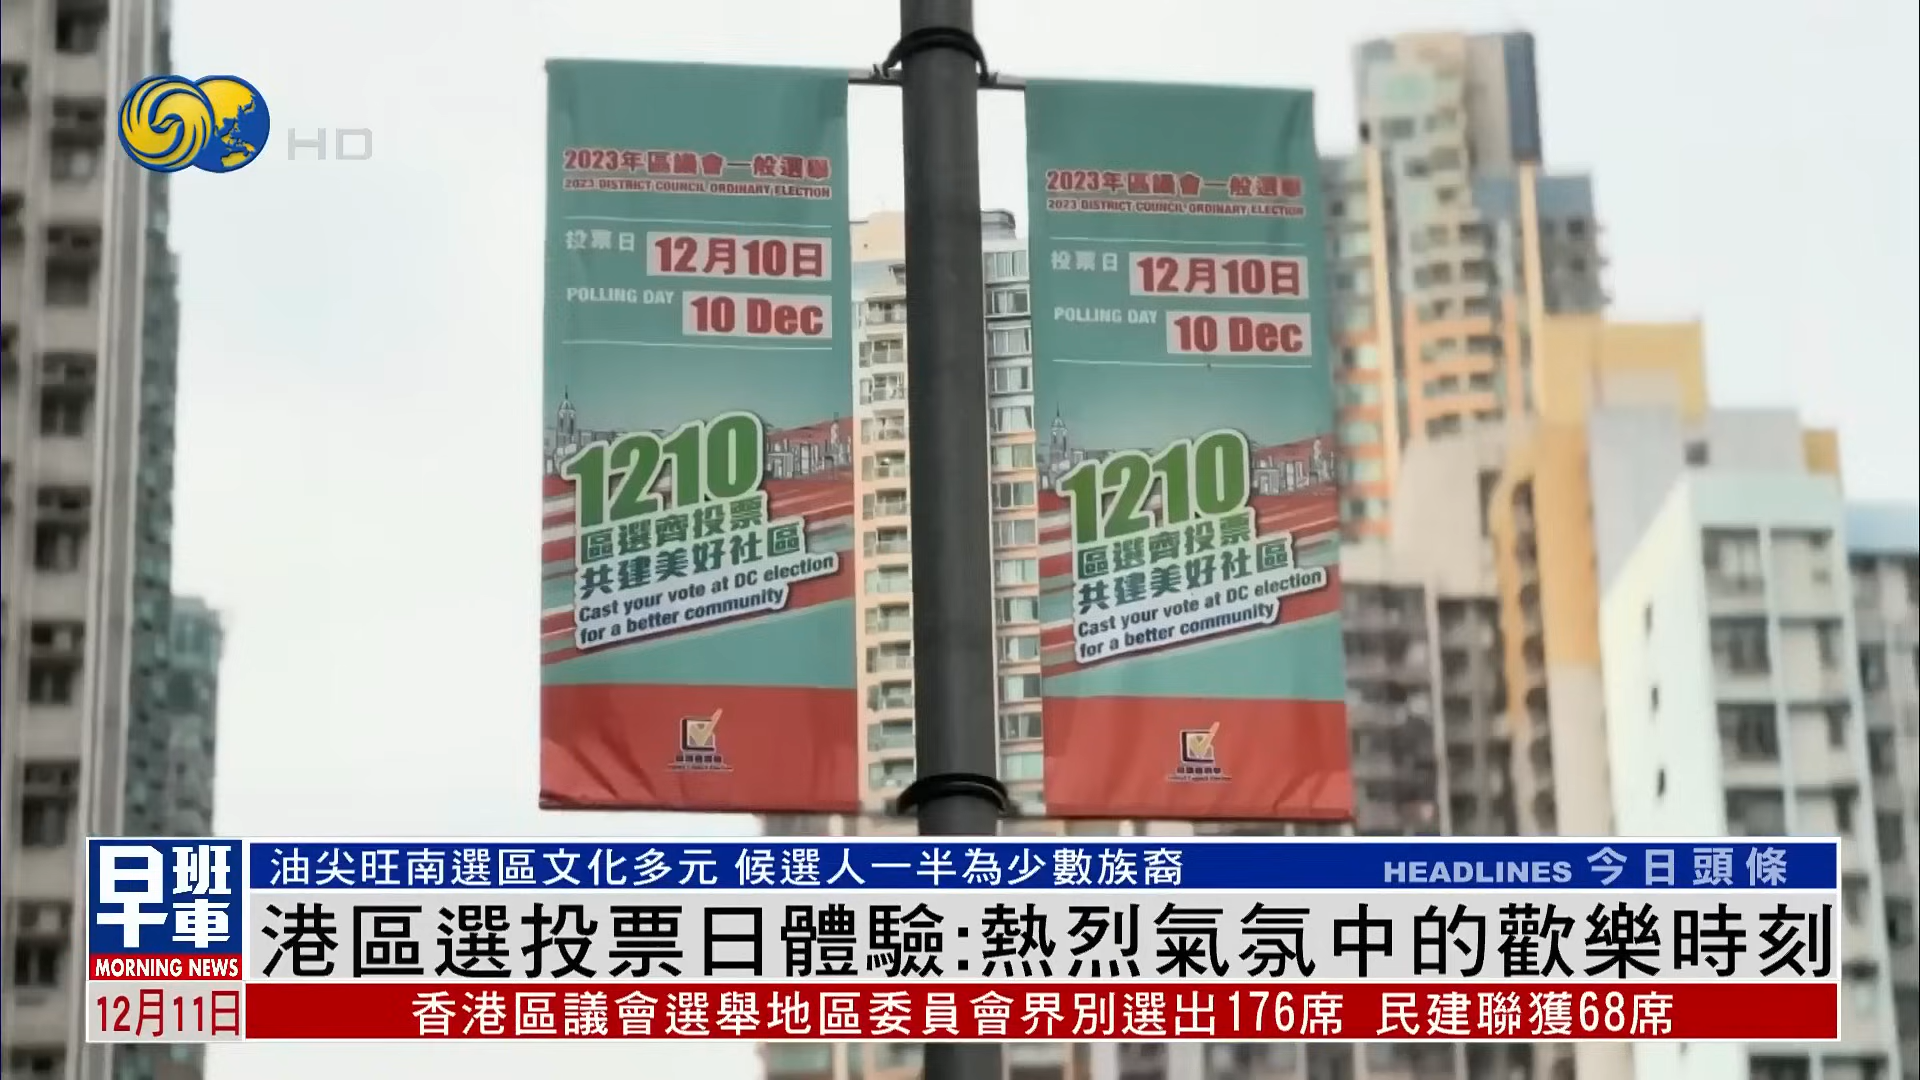 HD
2023年區議會一般選舉
2023 DISTRICT COUNCIL ORDINARY ELECTION
投票日 12月10日
POLLING DAY 10 Dec
1210
區選齊投票
共建美好社區
Cast your vote at DC election
for a better community
2023年區議會一般選舉
2023 DISTRICT COUNCIL ORDINARY ELECTION
投票日 12月10日
POLLING DAY 10 Dec
1210
區選齊投票
共建美好社區
Cast your vote at DC election
for a better community
早班車
MORNING NEWS
12月11日
油尖旺南選區文化多元 候選人一半為少數族裔
HEADLINES 今日頭條
港區選投票日體驗:熱烈氣氛中的歡樂時刻
香港區議會選舉地區委員會界別選出176席 民建聯獲68席